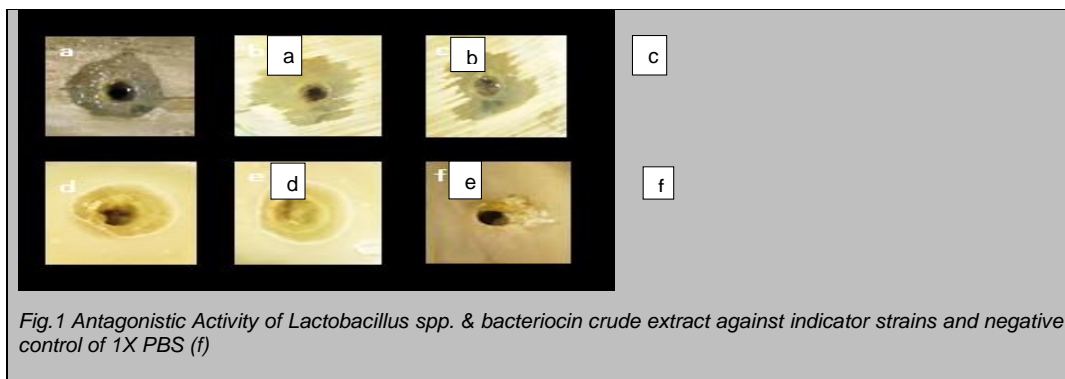 a b a c b c
d e d f e f
Fig.1 Antagonistic Activity of Lactobacillus spp. & bacteriocin crude extract against indicator strains and negative
control of 1X PBS (f)